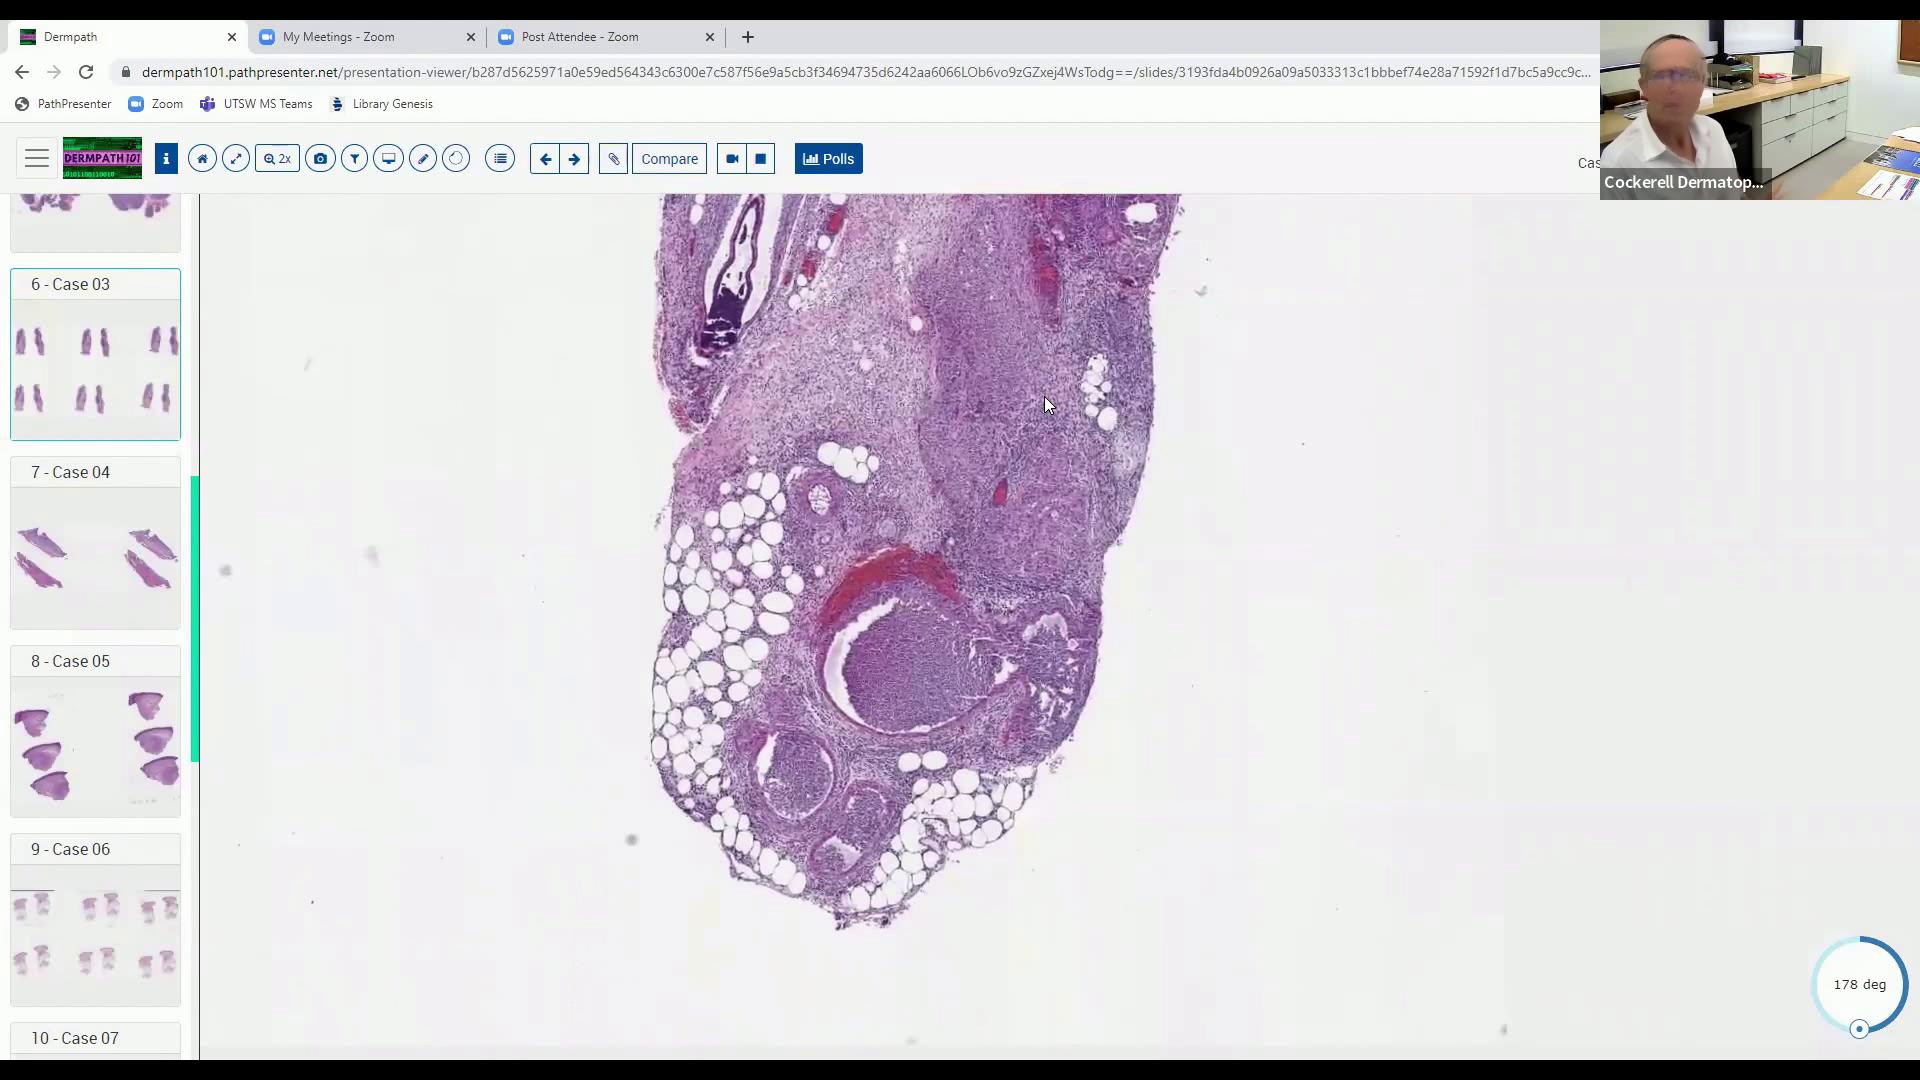 Dermpath
My Meetings - Zoom
Post Attendee - Zoom
dermpath101.pathpresenter.net/presentation-viewer/b287d5625971a0e59ed564343c6300e7c587f56e9a5cb3f34694735d6242aa6066LOb6vo9zGZxej4WsTodg==/slides/3193fda4b0926a09a5033313c1bbbef74e28a71592f1d7bc5a9cc9c...
PathPresenter
Zoom
UTSW MS Teams
Library Genesis
DERMPATH 101
i
2x
Compare
Polls
Cas
Cockerell Dermatop...
6 - Case 03
7 - Case 04
8 - Case 05
9 - Case 06
10 - Case 07
178 deg